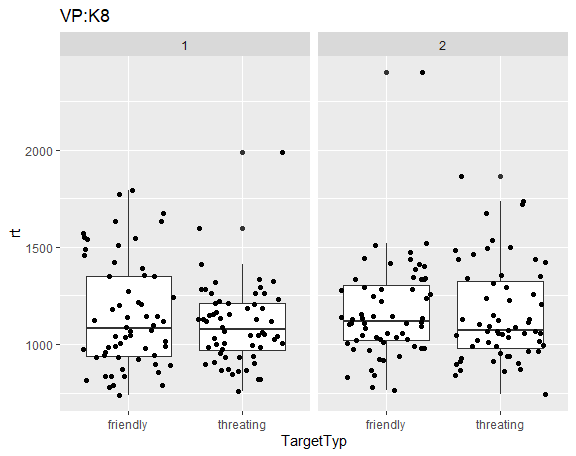 VP:K8
1 2
2000
1500
1000
rt
friendly threating friendly threating
TargetTyp